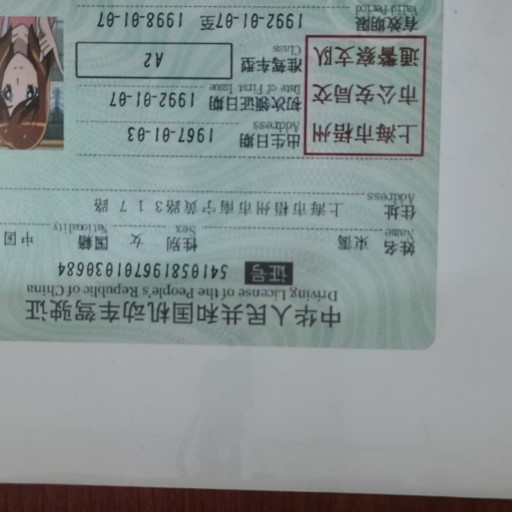 中华人民共和国机动车驾驶证
Driving License of the People's Republic of China
证号 541058196701030684
姓名 束䨇 性别 女 国籍 中国
Name Sex Nationality
住址 上海市梧州市南宁黄路317路
Address
上海市梧州
市公安局交
通警察支队
出生日期 1967-01-03
Address
初次领证日期 1992-01-07
Date of First Issue
准驾车型 A2
Class
有效期限 1992-01-07至 1998-01-07
Valid Period